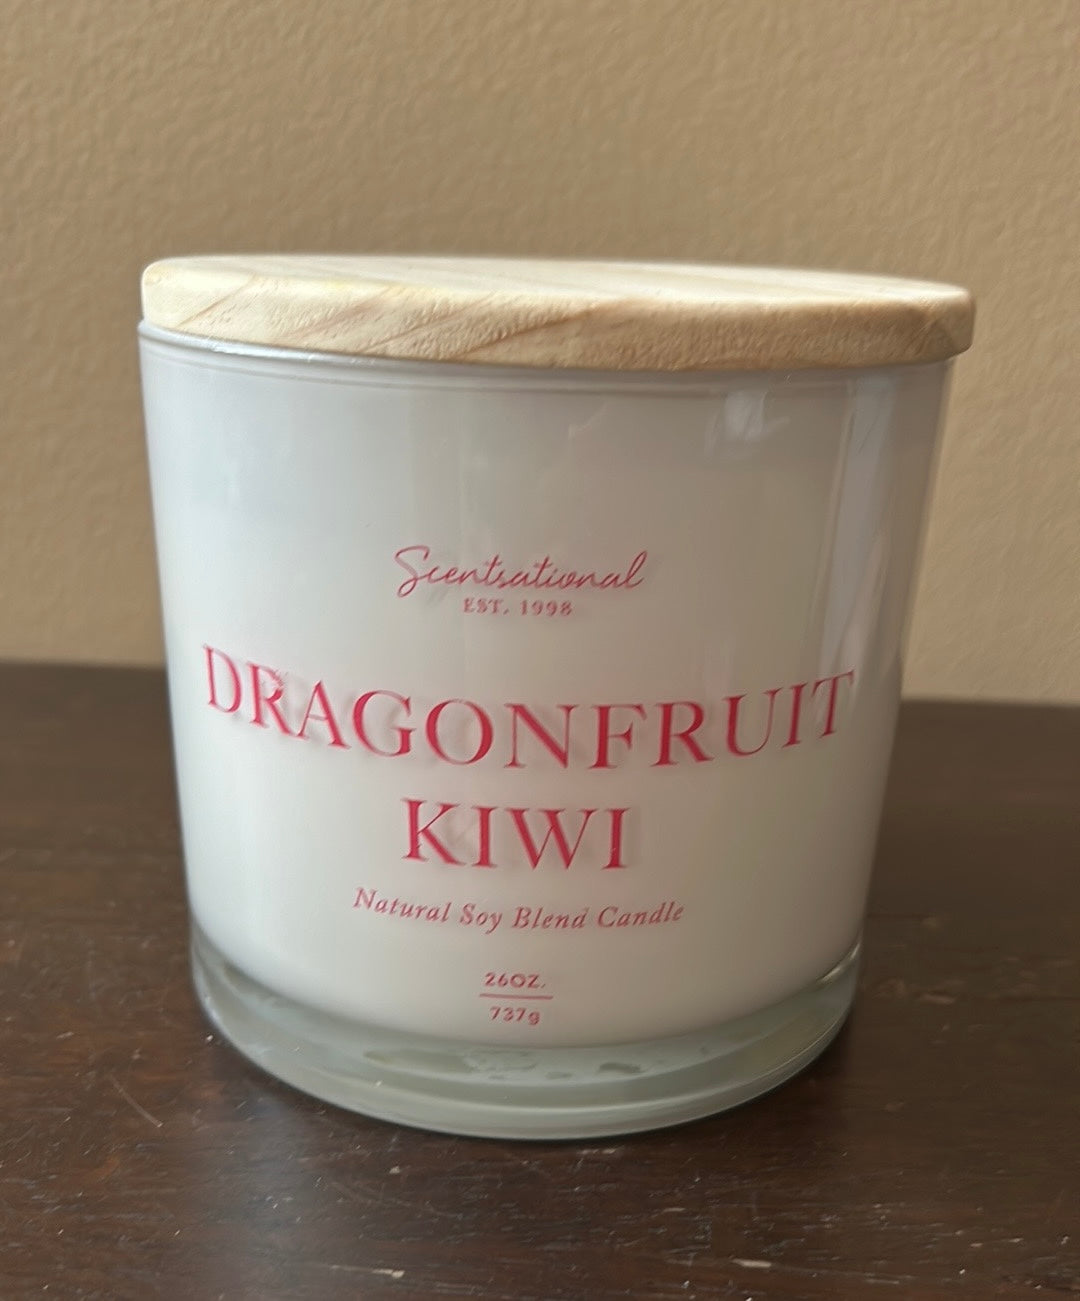 Scentsational
EST. 1998
DRAGONFRUIT
KIWI
Natural Soy Blend Candle
26OZ.
737g